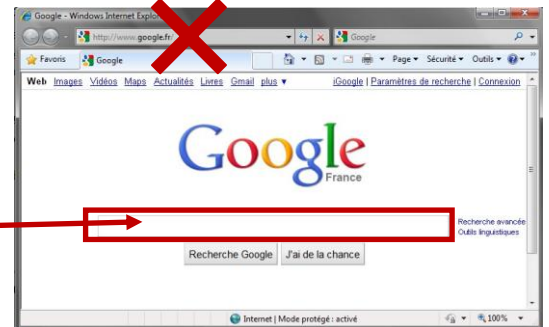 Google - Windows Internet Expl
http://www.google.fr/
Google
Favoris
Google
Page
Sécurité
Outils
Web Images Vidéos Maps Actualités Livres Gmail plus ▼
iGoogle | Paramètres de recherche | Connexion
Google
France
Recherche avancée
Outils linguistiques
Recherche Google
J'ai de la chance
Internet | Mode protégé : activé
100%